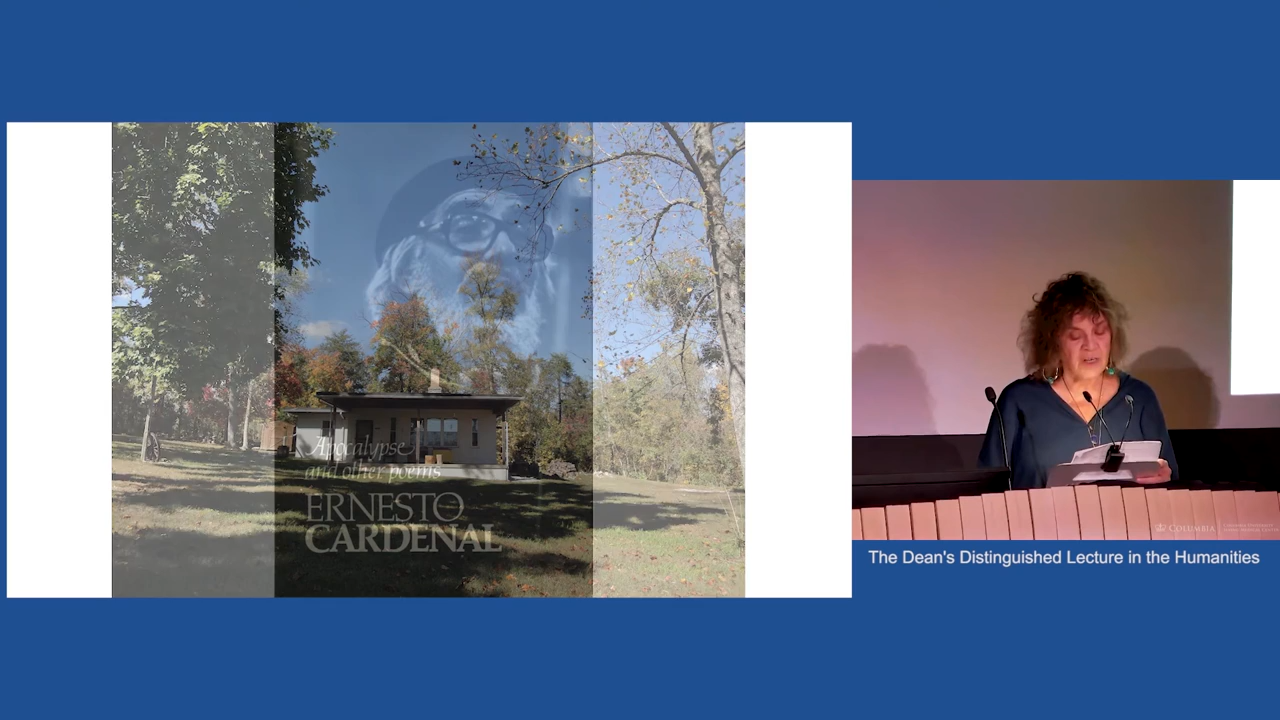 Apocalypse
and other poems
ERNESTO
CARDENAL
COLUMBIA
The Dean's Distinguished Lecture in the Humanities